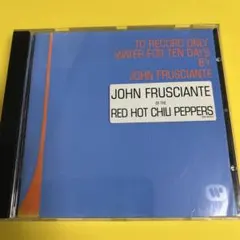 TO RECORD ONLY
WATER FOR TEN DAYS
BY
JOHN FRUSCIANTE
JOHN FRUSCIANTE
OF THE
RED HOT CHILI PEPPERS